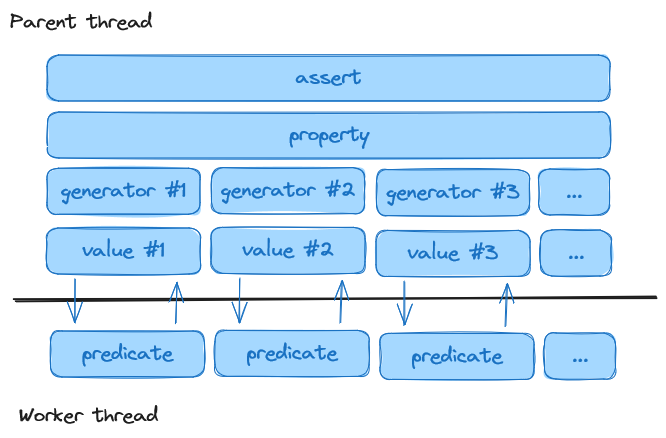 Parent thread
assert
property
generator #1 generator #2 generator #3 ...
value #1 value #2 value #3 ...
predicate predicate predicate ...
Worker thread